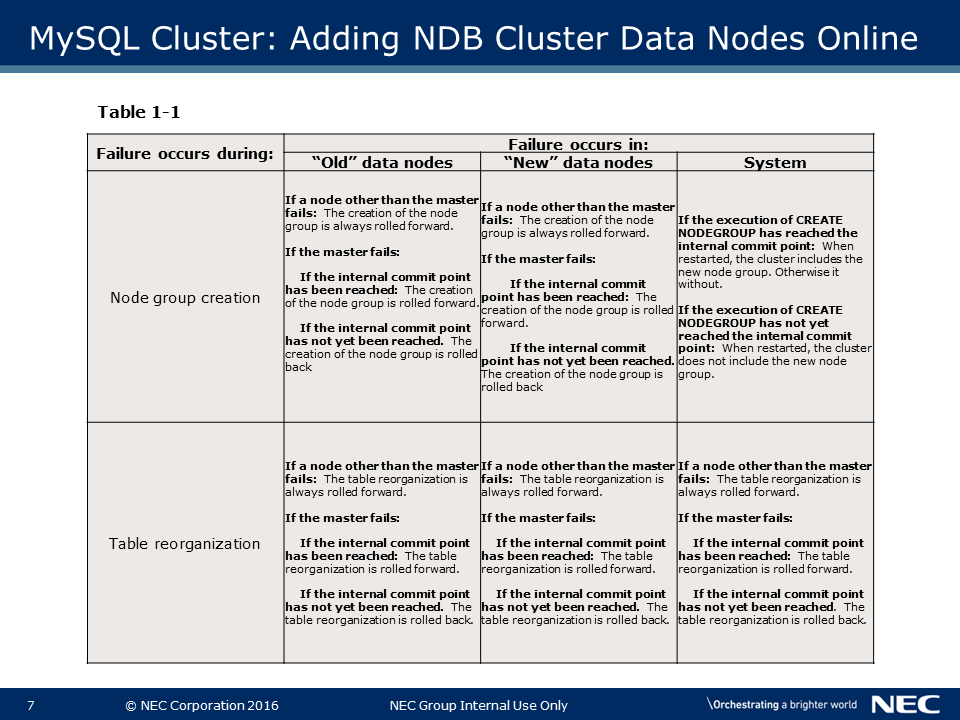 MySQL Cluster: Adding NDB Cluster Data Nodes Online
Table 1-1
Failure occurs during:
Failure occurs in:
“Old” data nodes
“New” data nodes
System
Node group creation
If a node other than the master
fails: The creation of the node
group is always rolled forward.
If the master fails:
If the internal commit point
has been reached: The creation
of the node group is rolled forward.
If the internal commit point
has not yet been reached. The
creation of the node group is rolled
back
If a node other than the master
fails: The creation of the node
group is always rolled forward.
If the master fails:
If the internal commit
point has been reached: The
creation of the node group is rolled
forward.
If the internal commit
point has not yet been reached.
The creation of the node group is
rolled back
If the execution of CREATE
NODEGROUP has reached the
internal commit point: When
restarted, the cluster includes the
new node group. Otherwise it
without.
If the execution of CREATE
NODEGROUP has not yet
reached the internal commit
point: When restarted, the cluster
does not include the new node
group.
Table reorganization
If a node other than the master
fails: The table reorganization is
always rolled forward.
If the master fails:
If the internal commit point
has been reached: The table
reorganization is rolled forward.
If the internal commit point
has not yet been reached. The
table reorganization is rolled back.
If a node other than the master
fails: The table reorganization is
always rolled forward.
If the master fails:
If the internal commit point
has been reached: The table
reorganization is rolled forward.
If the internal commit point
has not yet been reached. The
table reorganization is rolled back.
If a node other than the master
fails: The table reorganization is
always rolled forward.
If the master fails:
If the internal commit point
has been reached: The table
reorganization is rolled forward.
If the internal commit point
has not yet been reached. The
table reorganization is rolled back.
7
© NEC Corporation 2016
NEC Group Internal Use Only
\Orchestrating a brighter world
NEC